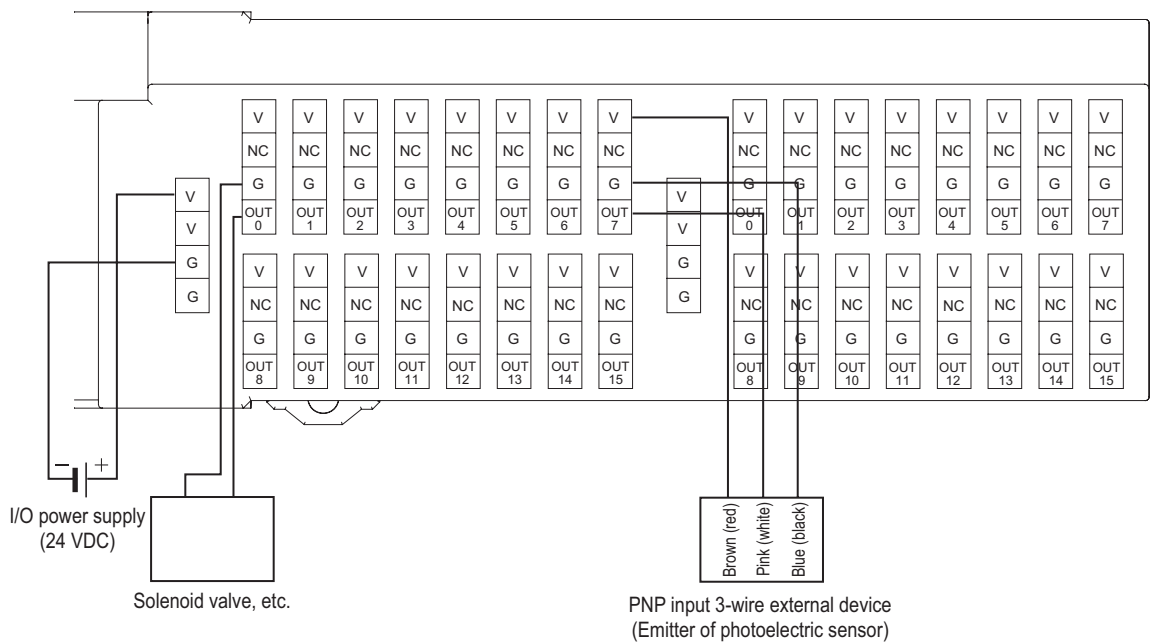 V V V V V V V V V V V V V V V V
NC NC NC NC NC NC NC NC NC NC NC NC NC NC NC NC
G G G G G G G G G G G G G G G G
OUT OUT OUT OUT OUT OUT OUT OUT OUT OUT OUT OUT OUT OUT OUT OUT
0 1 2 3 4 5 6 7 0 1 2 3 4 5 6 7
V V
V V
G G
G G
V V V V V V V V V V V V V V V V
NC NC NC NC NC NC NC NC NC NC NC NC NC NC NC NC
G G G G G G G G G G G G G G G G
OUT OUT OUT OUT OUT OUT OUT OUT OUT OUT OUT OUT OUT OUT OUT OUT
8 9 10 11 12 13 14 15 8 9 10 11 12 13 14 15
− +
I/O power supply
(24 VDC)
Solenoid valve, etc.
Brown (red)
Pink (white)
Blue (black)
PNP input 3-wire external device
(Emitter of photoelectric sensor)